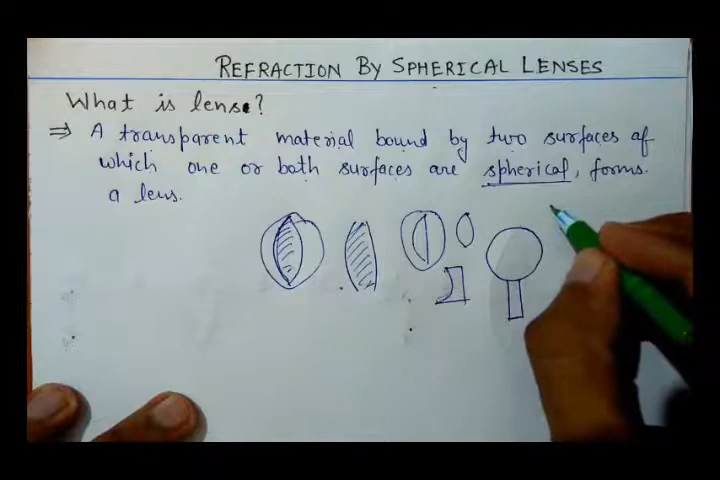 REFRACTION BY SPHERICAL LENSES
What is lens?
⇒ A transparent material bound by two surfaces of
which one or both surfaces are spherical, forms
a lens.